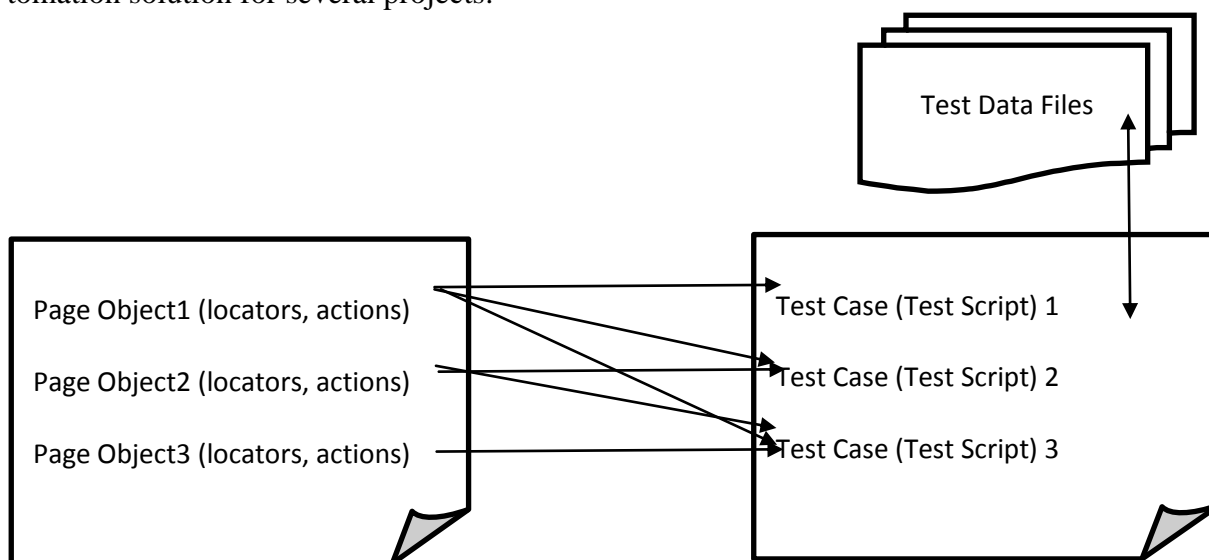 tomation solution for several projects.
Test Data Files
Page Object1 (locators, actions)
Page Object2 (locators, actions)
Page Object3 (locators, actions)
Test Case (Test Script) 1
Test Case (Test Script) 2
Test Case (Test Script) 3